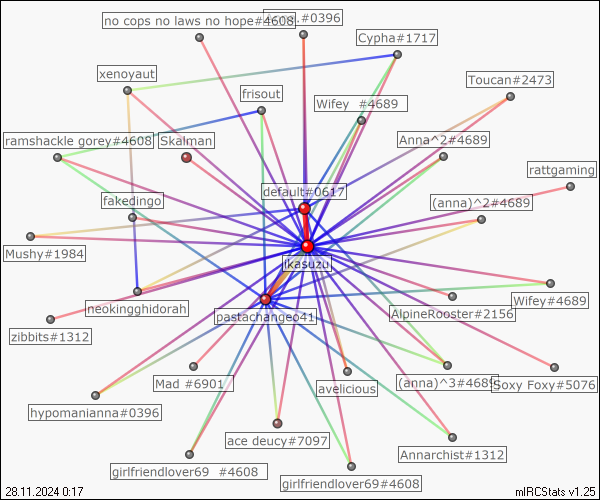 no cops no laws no hope#4608
#0396
Cypha#1717
xenoyaut
Toucan#2473
frisout
Wifey #4689
ramshackle gorey#4608
Skalman
Anna^2#4689
rattgaming
default#0617
fakedingo
(anna)^2#4689
Mushy#1984
ikasuzu
neokingghidorah
pastachangeo41
Wifey#4689
AlpineRooster#2156
zibbits#1312
Mad #6901
avelicious
(anna)^3#4689
Soxy Foxy#5076
hypomanianna#0396
ace deucy#7097
Annarchist#1312
girlfriendlover69 #4608
girlfriendlover69#4608
28.11.2024 0:17
mIRCStats v1.25